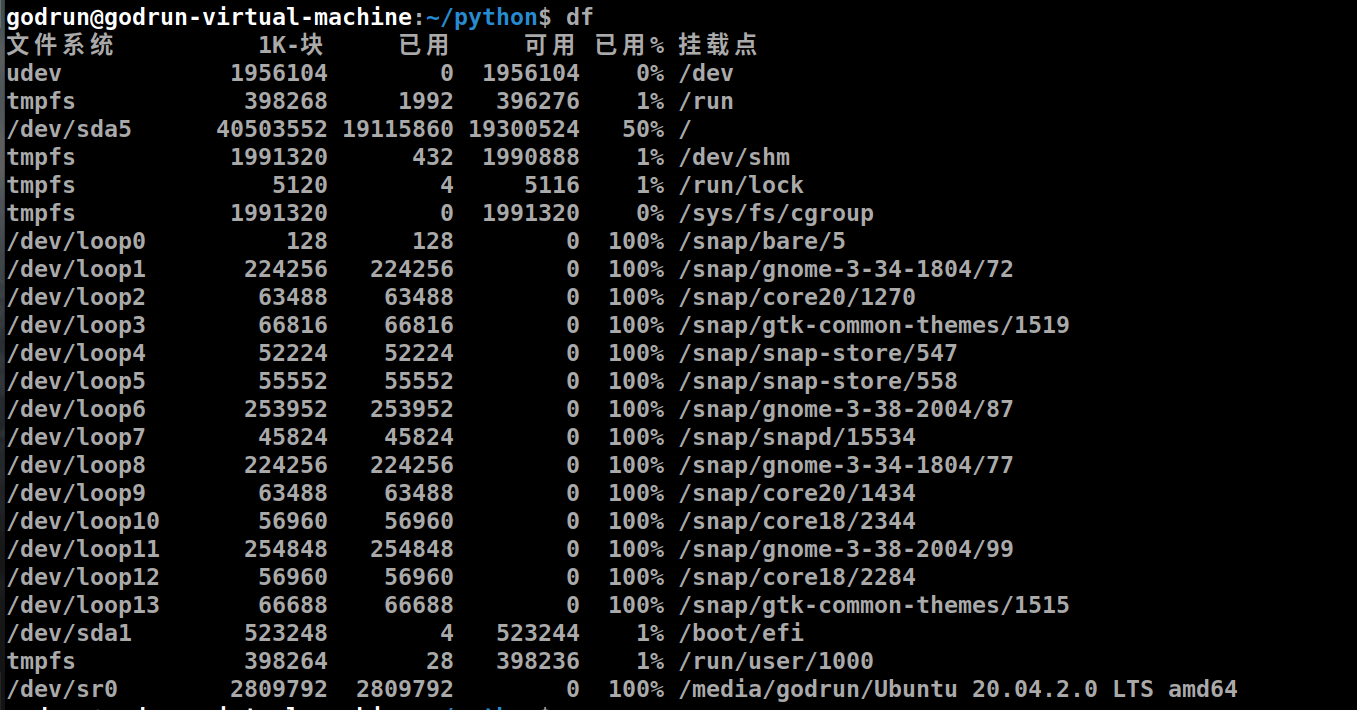 godrun@godrun-virtual-machine:~/python$ df
文件系统 1K-块 已用 可用 已用% 挂载点
udev 1956104 0 1956104 0% /dev
tmpfs 398268 1992 396276 1% /run
/dev/sda5 40503552 19115860 19300524 50% /
tmpfs 1991320 432 1990888 1% /dev/shm
tmpfs 5120 4 5116 1% /run/lock
tmpfs 1991320 0 1991320 0% /sys/fs/cgroup
/dev/loop0 128 128 0 100% /snap/bare/5
/dev/loop1 224256 224256 0 100% /snap/gnome-3-34-1804/72
/dev/loop2 63488 63488 0 100% /snap/core20/1270
/dev/loop3 66816 66816 0 100% /snap/gtk-common-themes/1519
/dev/loop4 52224 52224 0 100% /snap/snap-store/547
/dev/loop5 55552 55552 0 100% /snap/snap-store/558
/dev/loop6 253952 253952 0 100% /snap/gnome-3-38-2004/87
/dev/loop7 45824 45824 0 100% /snap/snapd/15534
/dev/loop8 224256 224256 0 100% /snap/gnome-3-34-1804/77
/dev/loop9 63488 63488 0 100% /snap/core20/1434
/dev/loop10 56960 56960 0 100% /snap/core18/2344
/dev/loop11 254848 254848 0 100% /snap/gnome-3-38-2004/99
/dev/loop12 56960 56960 0 100% /snap/core18/2284
/dev/loop13 66688 66688 0 100% /snap/gtk-common-themes/1515
/dev/sda1 523248 4 523244 1% /boot/efi
tmpfs 398264 28 398236 1% /run/user/1000
/dev/sr0 2809792 2809792 0 100% /media/godrun/Ubuntu 20.04.2.0 LTS amd64